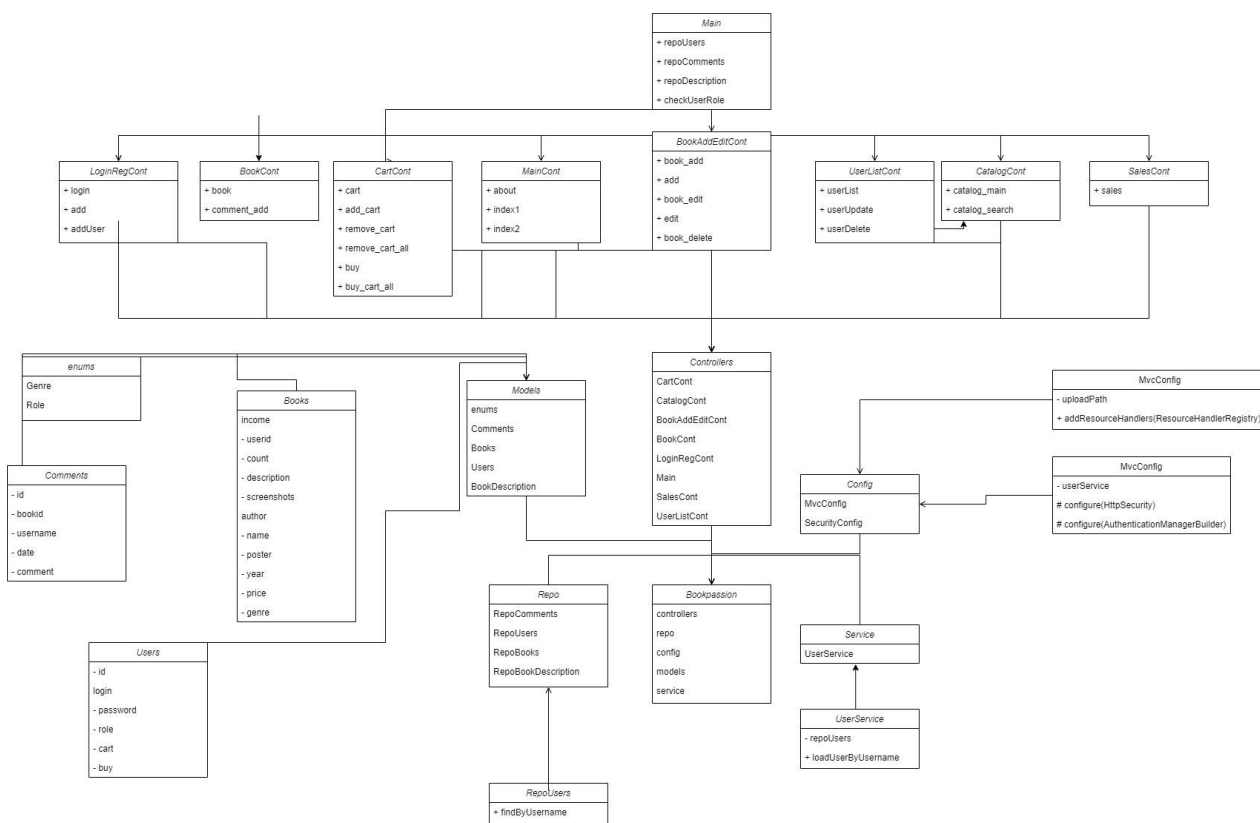 Main
+ repoUsers
+ repoComments
+ repoDescription
+ checkUserRole
LoginRegCont
+ login
+ add
+ addUser
BookCont
+ book
+ comment_add
CartCont
+ cart
+ add_cart
+ remove_cart
+ remove_cart_all
+ buy
+ buy_cart_all
MainCont
+ about
+ index1
+ index2
BookAddEditCont
+ book_add
+ add
+ book_edit
+ edit
+ book_delete
UserListCont
+ userList
+ userUpdate
+ userDelete
CatalogCont
+ catalog_main
+ catalog_search
SalesCont
+ sales
enums
Genre
Role
Books
income
- userid
- count
- description
- screenshots
author
- name
- poster
- year
- price
- genre
Models
enums
Comments
Books
Users
BookDescription
Controllers
CartCont
CatalogCont
BookAddEditCont
BookCont
LoginRegCont
Main
SalesCont
UserListCont
MvcConfig
- uploadPath
+ addResourceHandlers(ResourceHandlerRegistry)
Comments
- id
- bookid
- username
- date
- comment
Config
MvcConfig
SecurityConfig
MvcConfig
- userService
# configure(HttpSecurity)
# configure(AuthenticationManagerBuilder)
Repo
RepoComments
RepoUsers
RepoBooks
RepoBookDescription
Bookpassion
controllers
repo
config
models
service
Service
UserService
Users
- id
login
- password
- role
- cart
- buy
UserService
- repoUsers
+ loadUserByUsername
RepoUsers
+ findByUsername